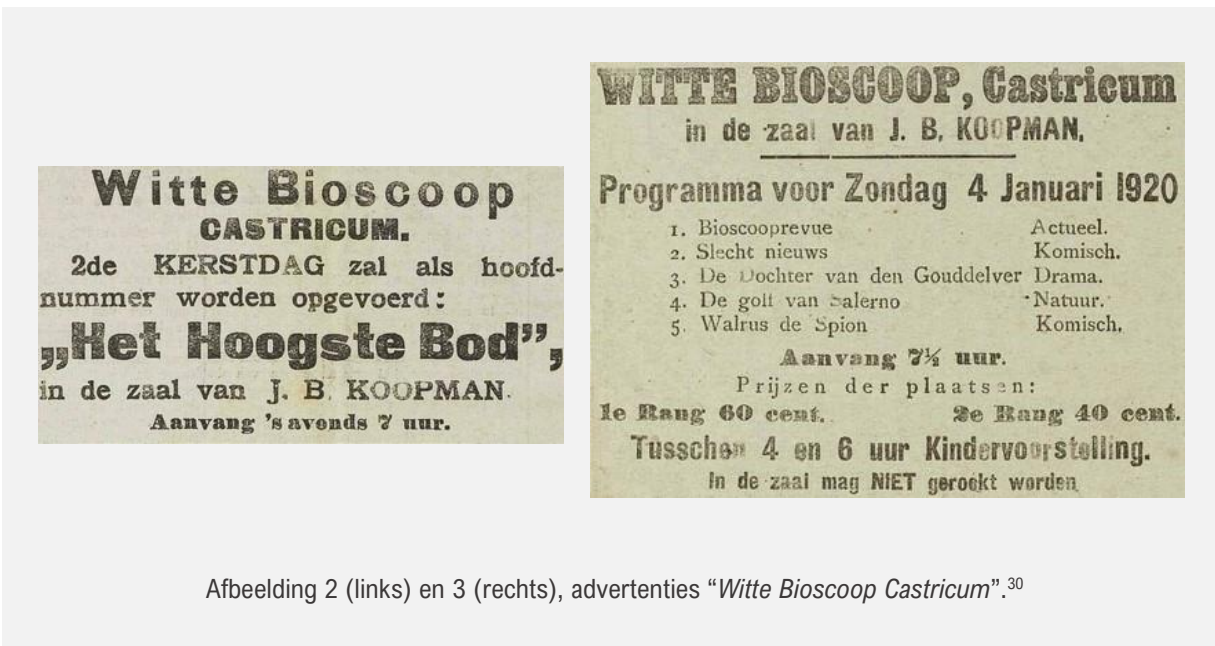 Witte Bioscoop
CASTRICUM.
2de KERSTDAG zal als hoofd-
nummer worden opgevoerd:
„Het Hoogste Bod”,
in de zaal van J. B. KOOPMAN.
Aanvang 's avonds 7 uur.
WITTE BIOSCOOP, Castricum
in de zaal van J. B. KOOPMAN.
Programma voor Zondag 4 Januari 1920
1. Bioscooprevue Actueel.
2. Slecht nieuws Komisch.
3. De Dochter van den Gouddelver Drama.
4. De golf van Salerno Natuur.
5. Walrus de Spion Komisch.
Aanvang 7½ uur.
Prijzen der plaatsen:
1e Rang 60 cent. 2e Rang 40 cent.
Tusschen 4 en 6 uur Kindervoorstelling.
In de zaal mag NIET gerookt worden
Afbeelding 2 (links) en 3 (rechts), advertenties “Witte Bioscoop Castricum”.30